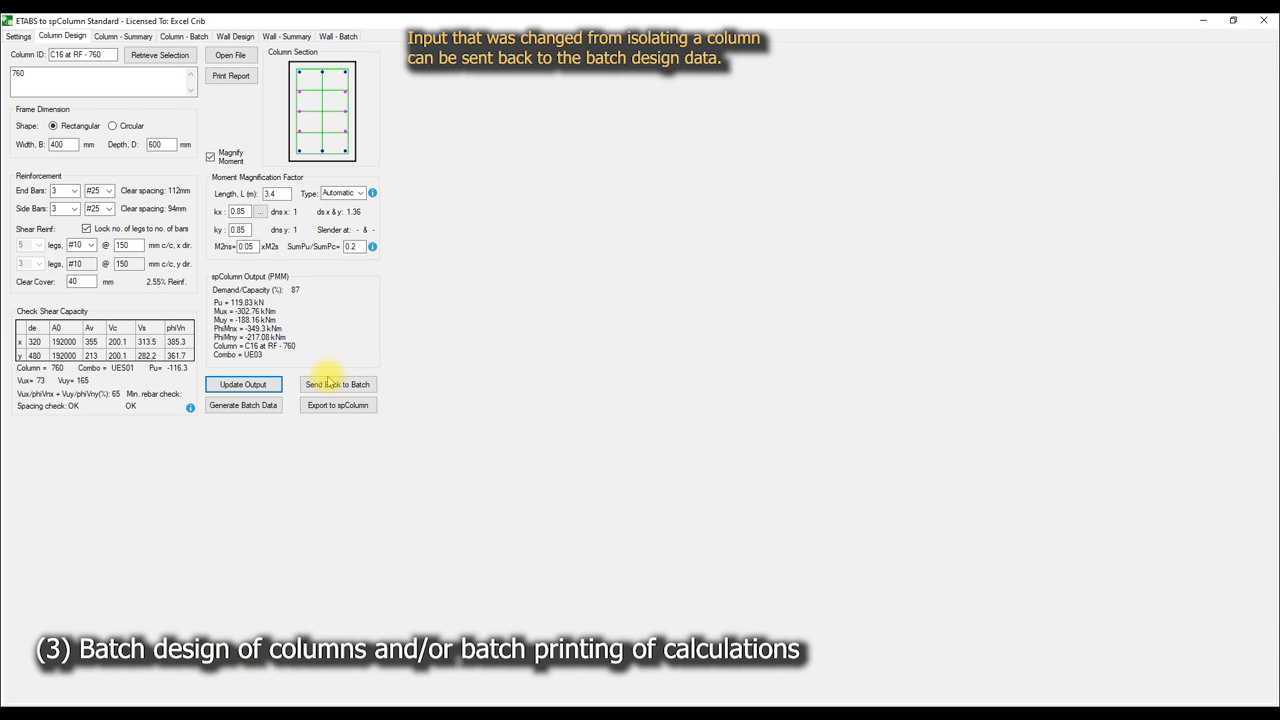 ETABS to spColumn Standard - Licensed To: Excel Crib
Settings Column Design Column - Summary Column - Batch Wall Design Wall - Summary Wall - Batch
Input that was changed from isolating a column
can be sent back to the batch design data.
Column ID: C16 at RF - 760 Retrieve Selection Open File
760
Print Report
Column Section
Frame Dimension
Shape: Rectangular Circular
Width, B: 400 mm Depth, D: 600 mm
Magnify
Moment
Reinforcement
End Bars: 3 #25 Clear spacing: 112mm
Side Bars: 3 #25 Clear spacing: 94mm
Shear Reinf: Lock no. of legs to no. of bars
5 legs, #10 @ 150 mm c/c, x dir.
3 legs, #10 @ 150 mm c/c, y dir.
Clear Cover: 40 mm 2.55% Reinf.
Moment Magnification Factor
Length, L (m): 3.4 Type: Automatic
kx : 0.85 ... dns x: 1 ds x & y: 1.36
ky : 0.85 dns y: 1 Slender at: - & -
M2ns= 0.05 xM2s SumPu/SumPc= 0.2
spColumn Output (PMM)
Demand/Capacity (%): 87
Pu = 119.83 kN
Mux = -302.76 kNm
Muy = -188.16 kNm
PhiMnx = -349.3 kNm
PhiMny = -217.08 kNm
Column = C16 at RF - 760
Combo = UE03
Check Shear Capacity
de A0 Av Vc Vs phiVn
x 320 192000 355 200.1 313.5 385.3
y 480 192000 213 200.1 282.2 361.7
Column = 760 Combo = UES01 Pu= -116.3
Vux= 73 Vuy= 165
Vux/phiVnx + Vuy/phiVny(%): 65 Min. rebar check:
Spacing check: OK OK
Update Output Send Back to Batch
Generate Batch Data Export to spColumn
(3) Batch design of columns and/or batch printing of calculations